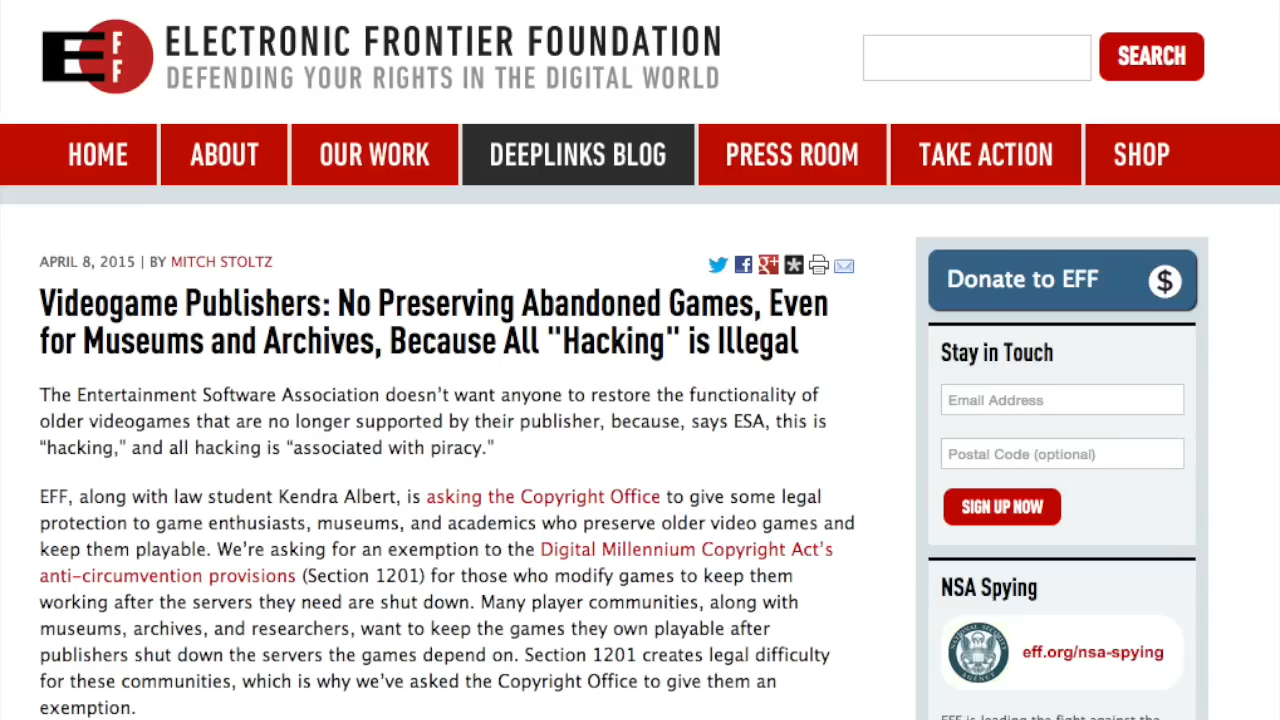 EFF
ELECTRONIC FRONTIER FOUNDATION
DEFENDING YOUR RIGHTS IN THE DIGITAL WORLD
SEARCH
HOME
ABOUT
OUR WORK
DEEPLINKS BLOG
PRESS ROOM
TAKE ACTION
SHOP
APRIL 8, 2015 | BY MITCH STOLTZ
Videogame Publishers: No Preserving Abandoned Games, Even
for Museums and Archives, Because All "Hacking" is Illegal
The Entertainment Software Association doesn’t want anyone to restore the functionality of
older videogames that are no longer supported by their publisher, because, says ESA, this is
“hacking,” and all hacking is “associated with piracy.”
EFF, along with law student Kendra Albert, is asking the Copyright Office to give some legal
protection to game enthusiasts, museums, and academics who preserve older video games and
keep them playable. We’re asking for an exemption to the Digital Millennium Copyright Act’s
anti-circumvention provisions (Section 1201) for those who modify games to keep them
working after the servers they need are shut down. Many player communities, along with
museums, archives, and researchers, want to keep the games they own playable after
publishers shut down the servers the games depend on. Section 1201 creates legal difficulty
for these communities, which is why we’ve asked the Copyright Office to give them an
exemption.
Donate to EFF
$
Stay in Touch
Email Address
Postal Code (optional)
SIGN UP NOW
NSA Spying
NATIONAL SECURITY AGENCY
eff.org/nsa-spying
EFF is leading the fight against the